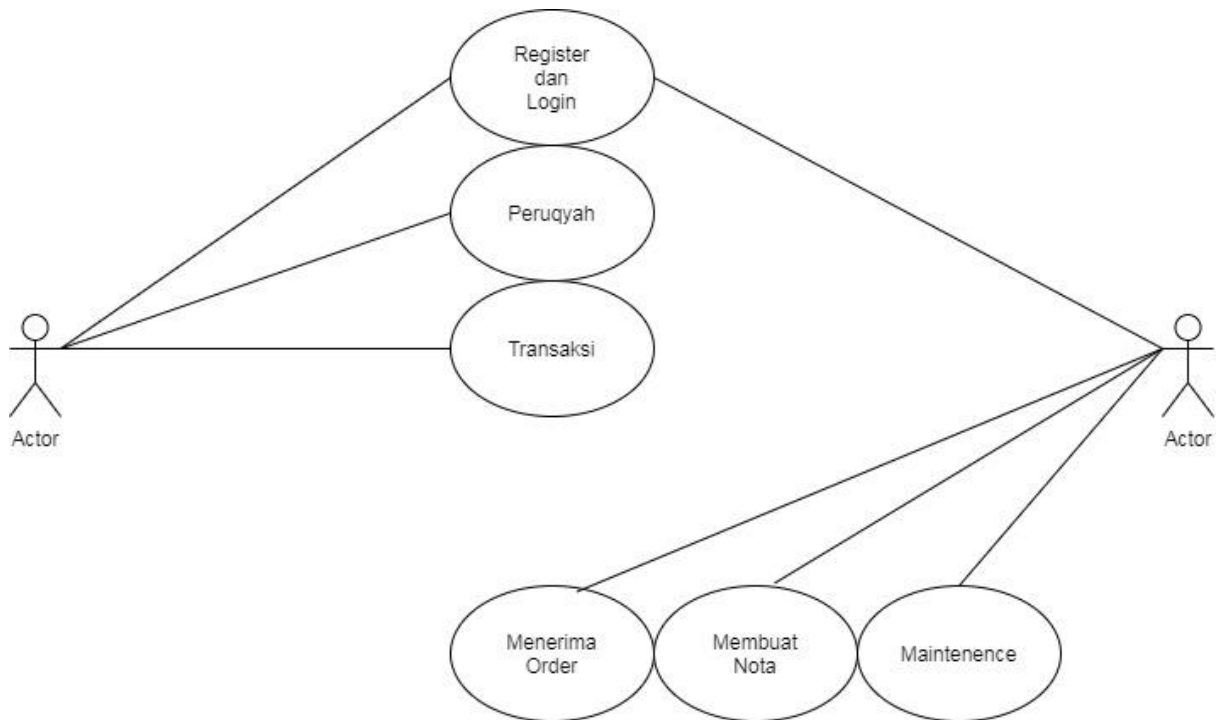 Register
dan
Login
Peruqyah
Transaksi
Actor
Actor
Menerima
Order
Membuat
Nota
Maintenence